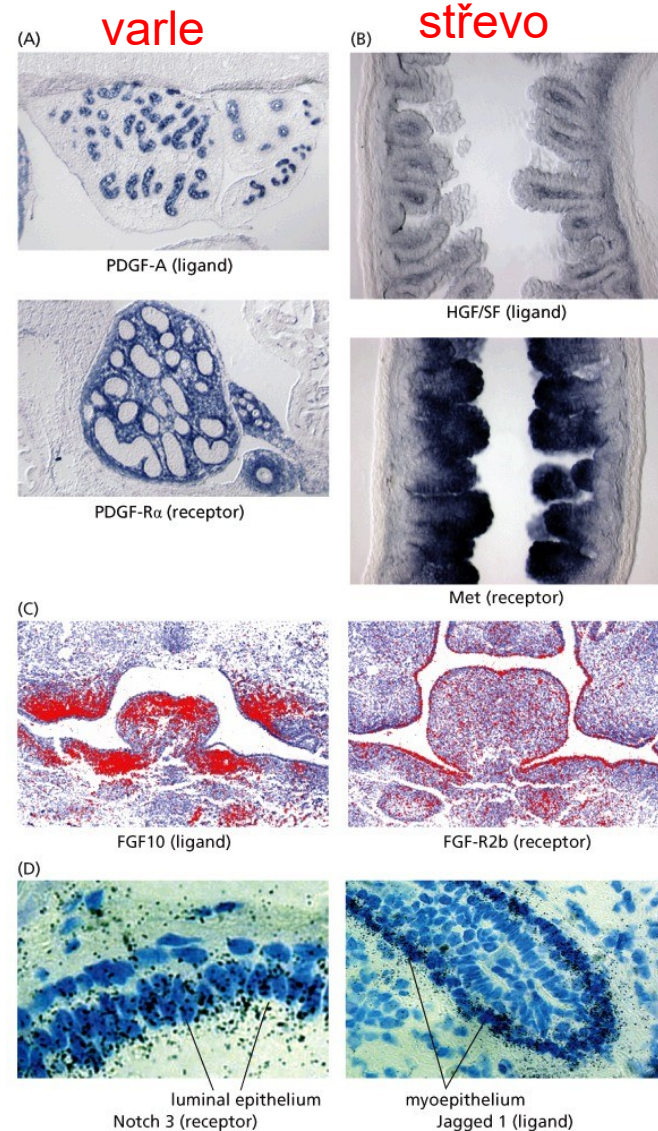 (A)
varle
PDGF-A (ligand)
PDGF-Rα (receptor)
(B)
střevo
HGF/SF (ligand)
Met (receptor)
(C)
FGF10 (ligand)
FGF-R2b (receptor)
(D)
luminal epithelium
Notch 3 (receptor)
myoepithelium
Jagged 1 (ligand)